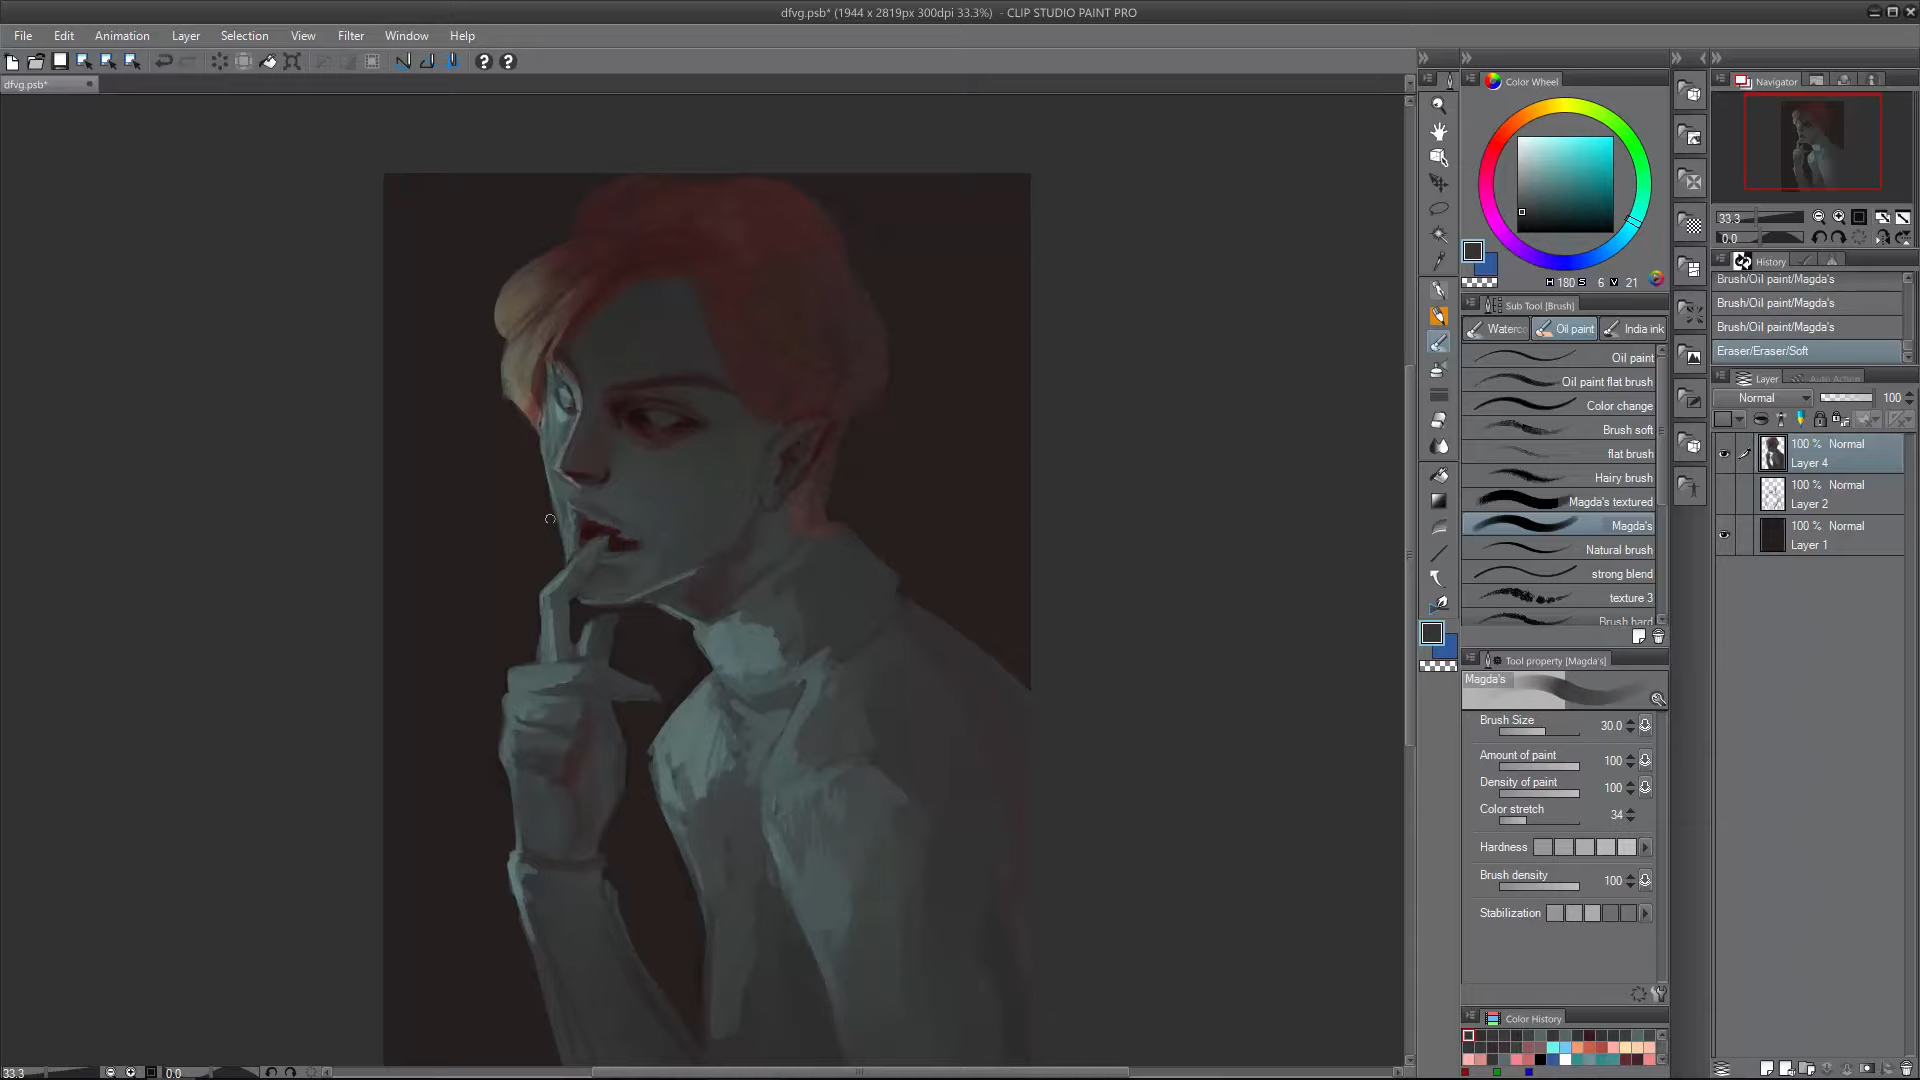 dfvg.psb* (1944 x 2819px 300dpi 33.3%) - CLIP STUDIO PAINT PRO
File Edit Animation Layer Selection View Filter Window Help
dfvg.psb*
Color Wheel
H 180 S 6 V 21
Sub Tool [Brush]
Waterc Oil paint India ink
Oil paint
Oil paint flat brush
Color change
Brush soft
flat brush
Hairy brush
Magda's textured
Magda's
Natural brush
strong blend
texture 3
Brush hard
Tool property [Magda's]
Magda's
Brush Size 30.0
Amount of paint 100
Density of paint 100
Color stretch 34
Hardness
Brush density 100
Stabilization
Color History
Navigator
33.3
0.0
History
Brush/Oil paint/Magda's
Brush/Oil paint/Magda's
Brush/Oil paint/Magda's
Eraser/Eraser/Soft
Layer Auto Action
Normal 100
100 % Normal
Layer 4
100 % Normal
Layer 2
100 % Normal
Layer 1
33.3 0.0